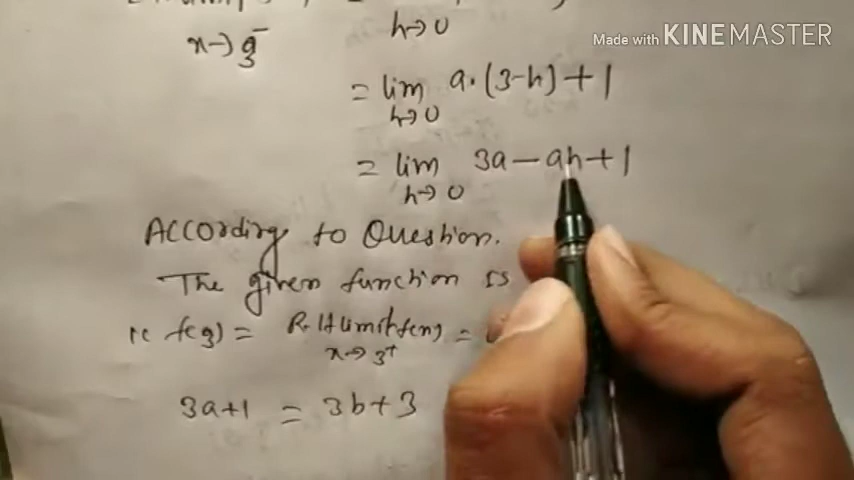 Made with KINEMASTER
x→3⁻
h→0
= lim a.(3-h)+1
h→0
= lim 3a-ah+1
h→0
According to Question.
The given function is
f(3) = R.H limit f(x) =
x→3⁺
3a+1 = 3b+3